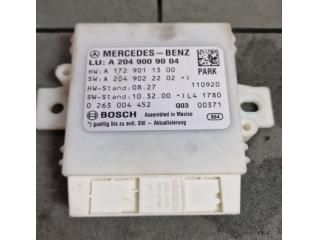 MERCEDES-BENZ
LU: A 204 900 90 04
HW: A 172 901 13 00 PARK
SW: A 204 902 22 02 *)
HW-Stand: 08.27 110920
SW-Stand: 10.32.00 *) L4 1780
0 263 004 452 Q03 00371
BOSCH Assembled in Mexico
*) gueltig bis zu evtl. SW - Aktualisierung 864